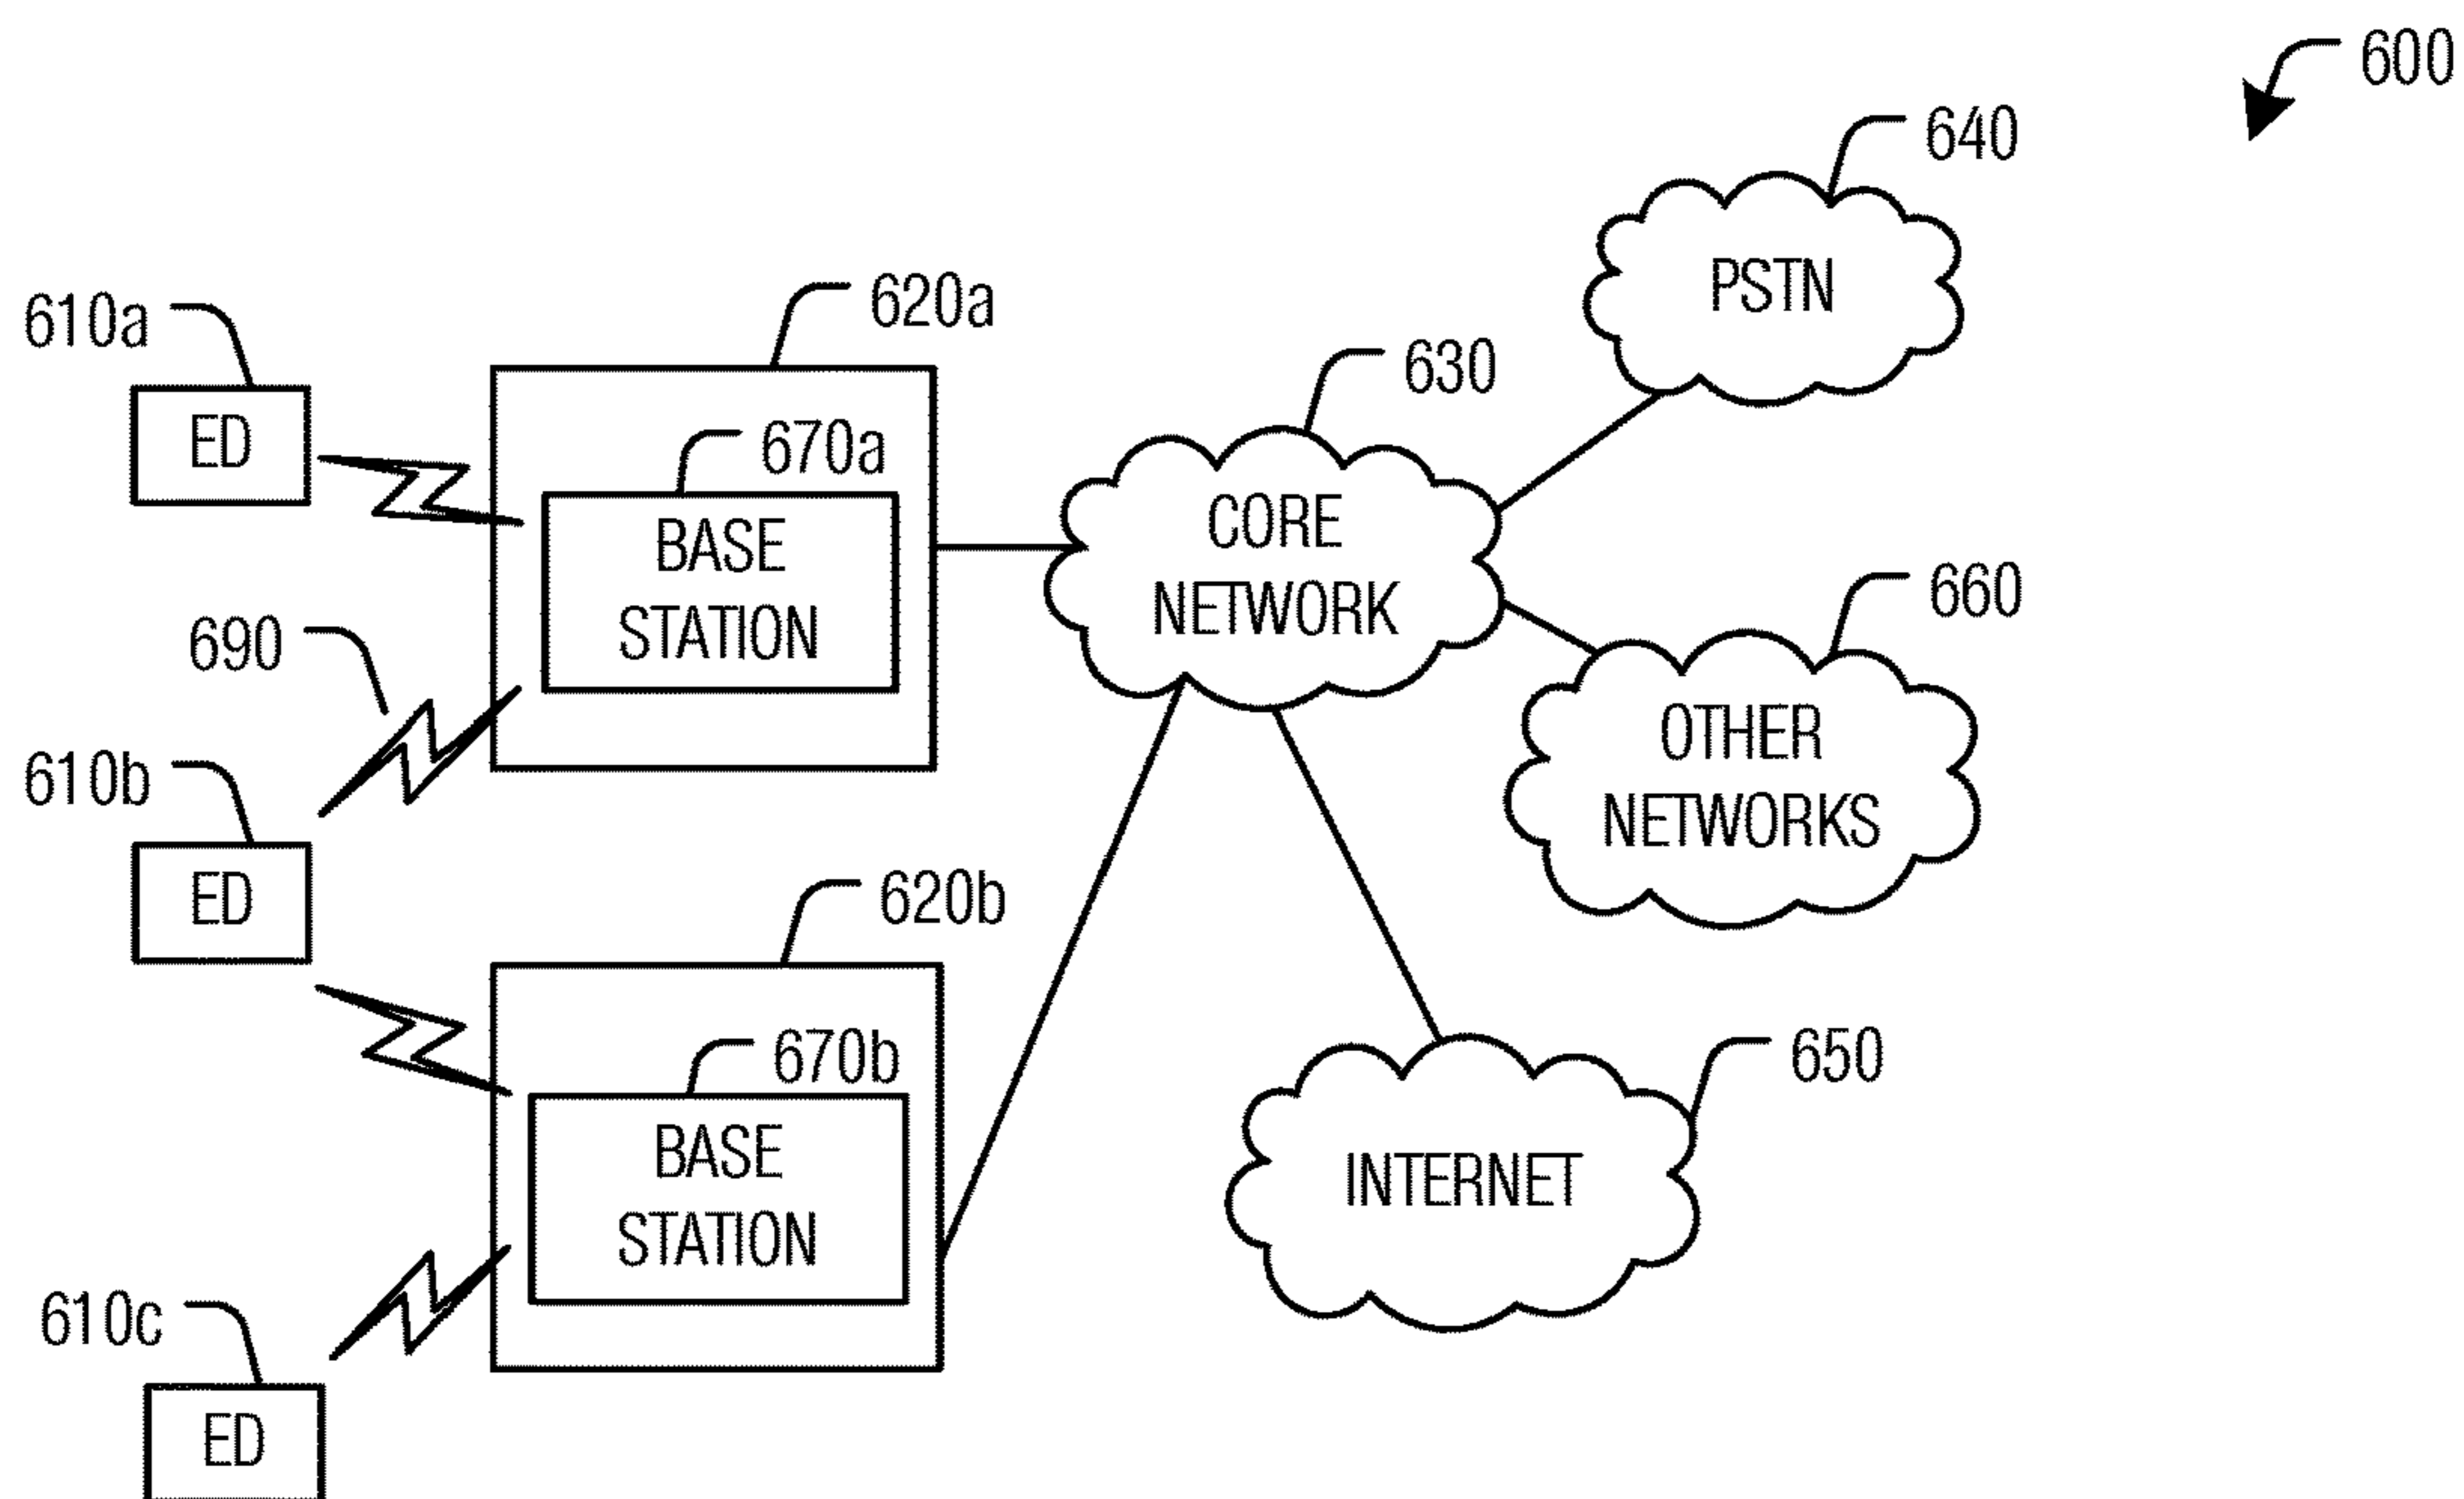 600
640
PSTN
620a
610a
630
ED
670a
CORE
NETWORK
BASE
STATION
660
690
OTHER
NETWORKS
610b
ED
620b
670b
650
BASE
STATION
INTERNET
610c
ED